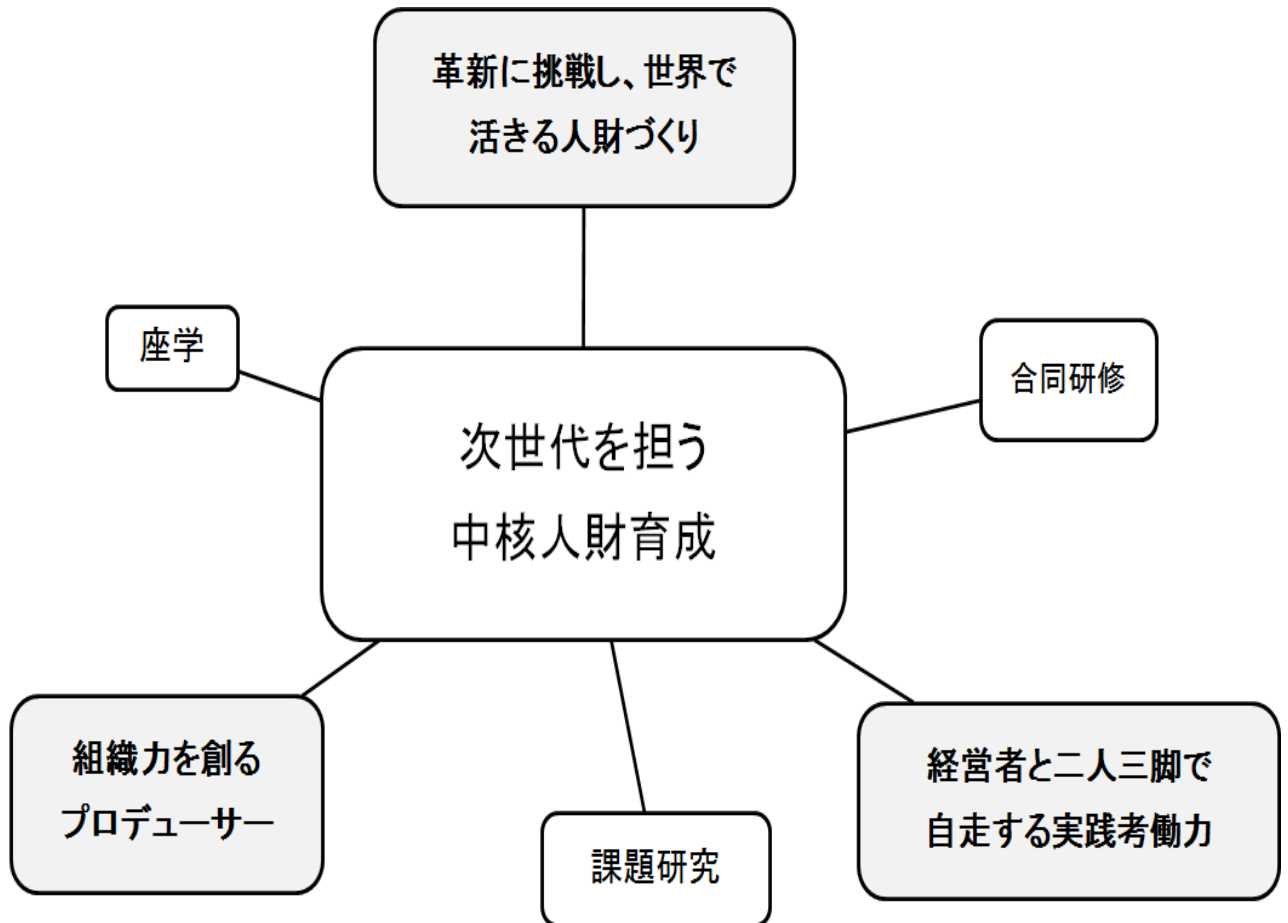 革新に挑戦し、世界で
活きる人財づくり
座学
合同研修
次世代を担う
中核人財育成
組織力を創る
プロデューサー
課題研究
経営者と二人三脚で
自走する実践考働力